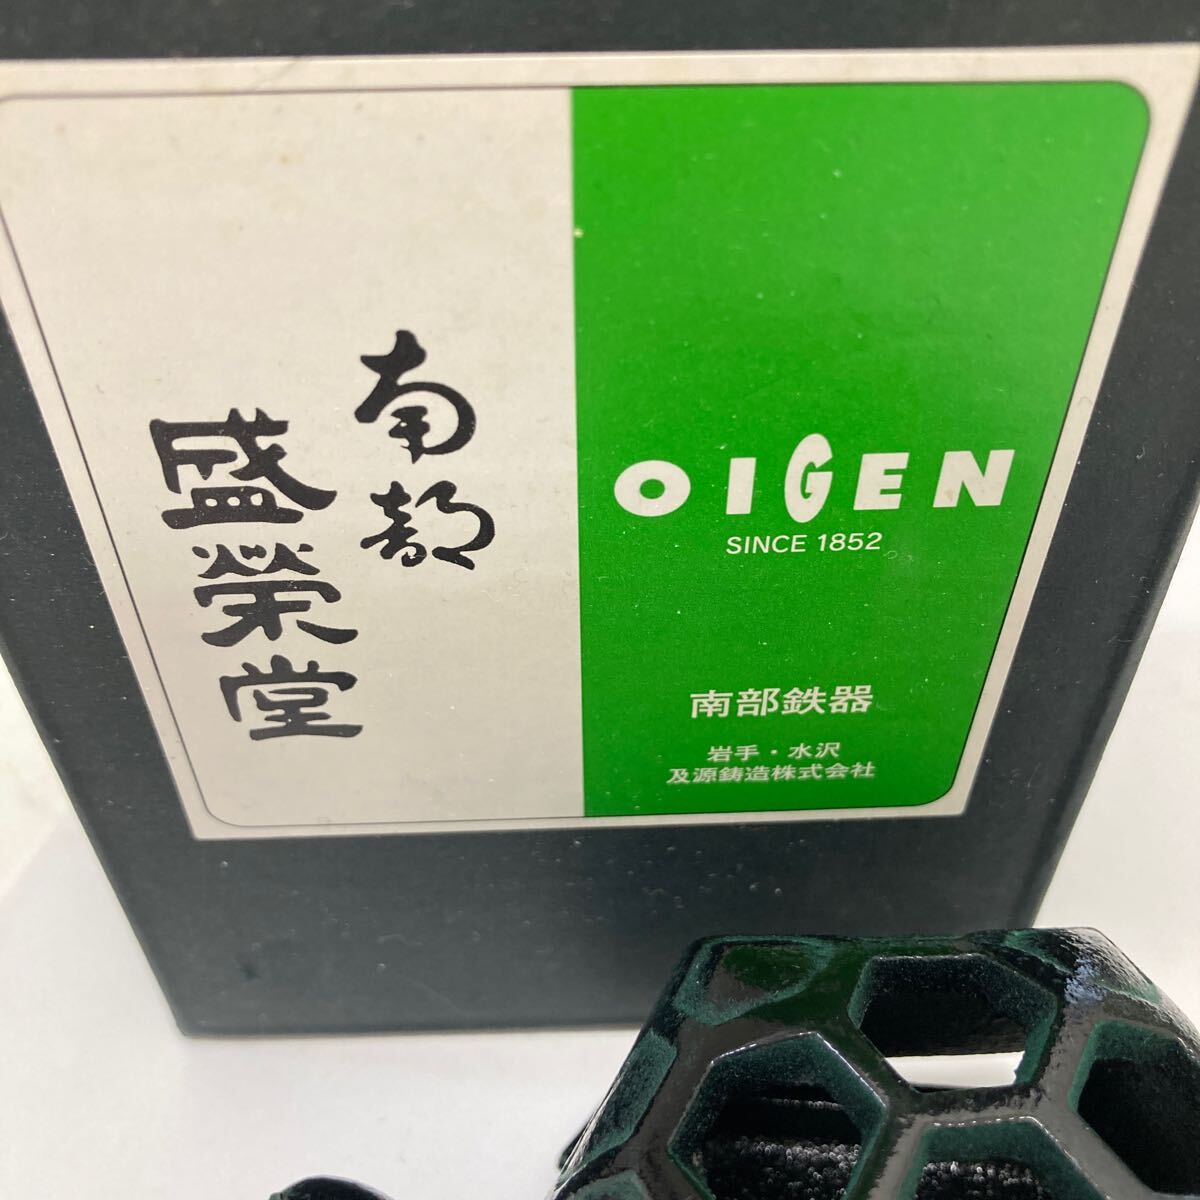 南部
盛榮堂
OIGEN
SINCE 1852
南部鉄器
岩手・水沢
及源鋳造株式会社